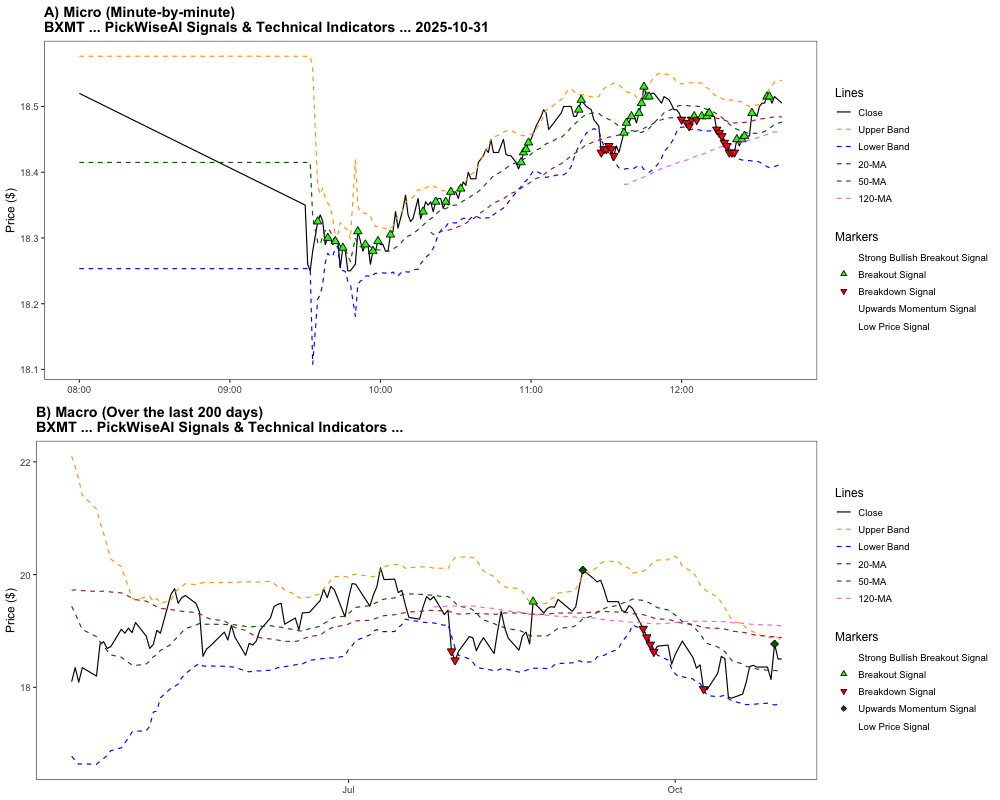 A) Micro (Minute-by-minute)
BXMT ... PickWiseAI Signals & Technical Indicators ... 2025-10-31
Price ($)
18.5
18.4
18.3
18.2
18.1
08:00
09:00
10:00
11:00
12:00
Lines
Close
Upper Band
Lower Band
20-MA
50-MA
120-MA
Markers
Strong Bullish Breakout Signal
Breakout Signal
Breakdown Signal
Upwards Momentum Signal
Low Price Signal
B) Macro (Over the last 200 days)
BXMT ... PickWiseAI Signals & Technical Indicators ...
Price ($)
22
20
18
Jul
Oct
Lines
Close
Upper Band
Lower Band
20-MA
50-MA
120-MA
Markers
Strong Bullish Breakout Signal
Breakout Signal
Breakdown Signal
Upwards Momentum Signal
Low Price Signal